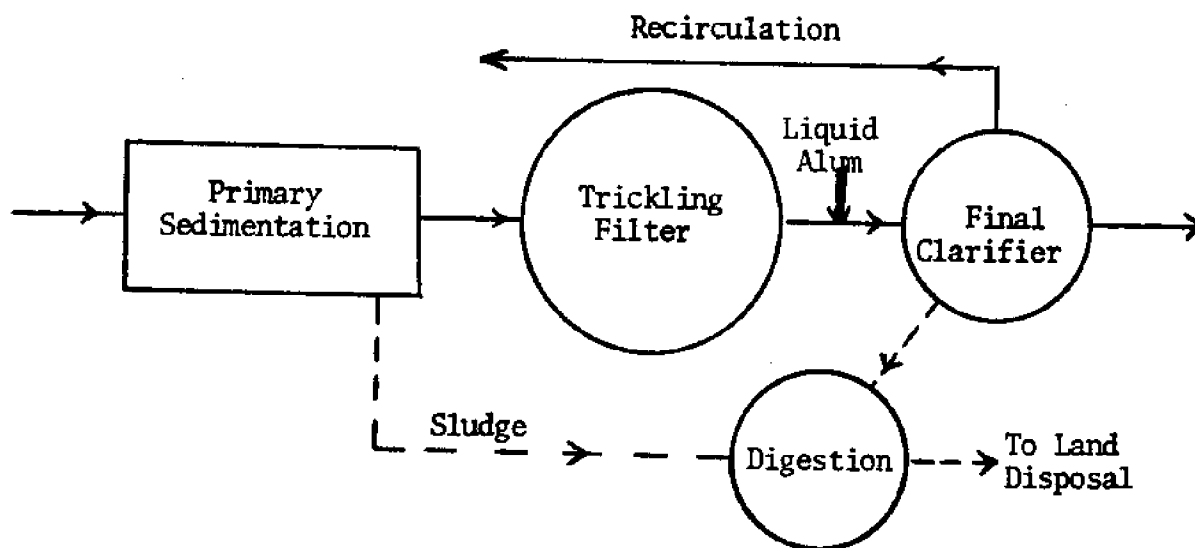 Recirculation
Liquid
Alum
Primary
Sedimentation
Trickling
Filter
Final
Clarifier
Sludge
Digestion
To Land
Disposal